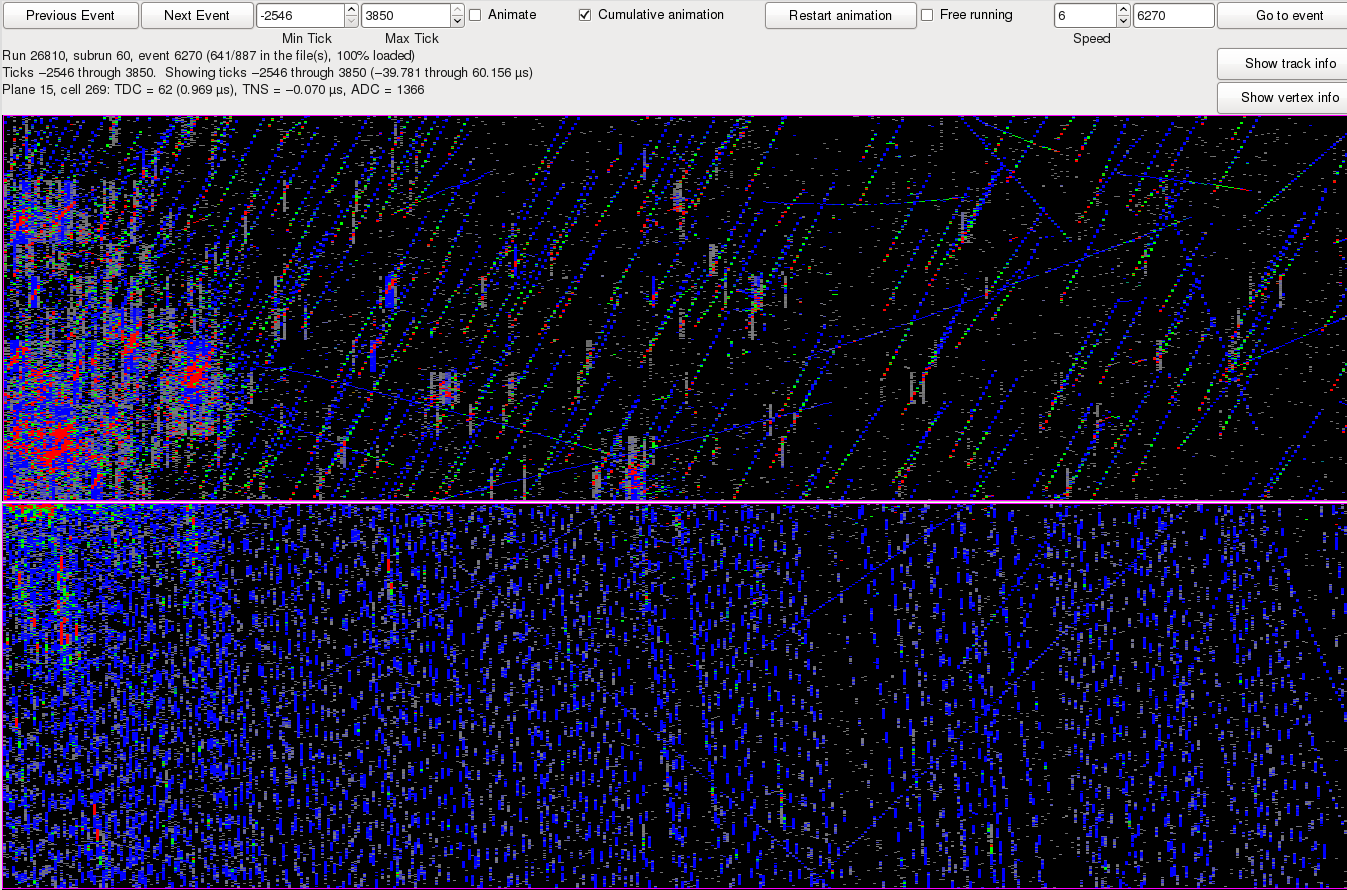 Previous Event Next Event -2546 3850 Animate Cumulative animation Restart animation Free running 6 6270 Go to event
Min Tick Max Tick Speed
Run 26810, subrun 60, event 6270 (641/887 in the file(s), 100% loaded)
Ticks −2546 through 3850. Showing ticks −2546 through 3850 (−39.781 through 60.156 μs)
Show track info
Plane 15, cell 269: TDC = 62 (0.969 μs), TNS = −0.070 μs, ADC = 1366
Show vertex info